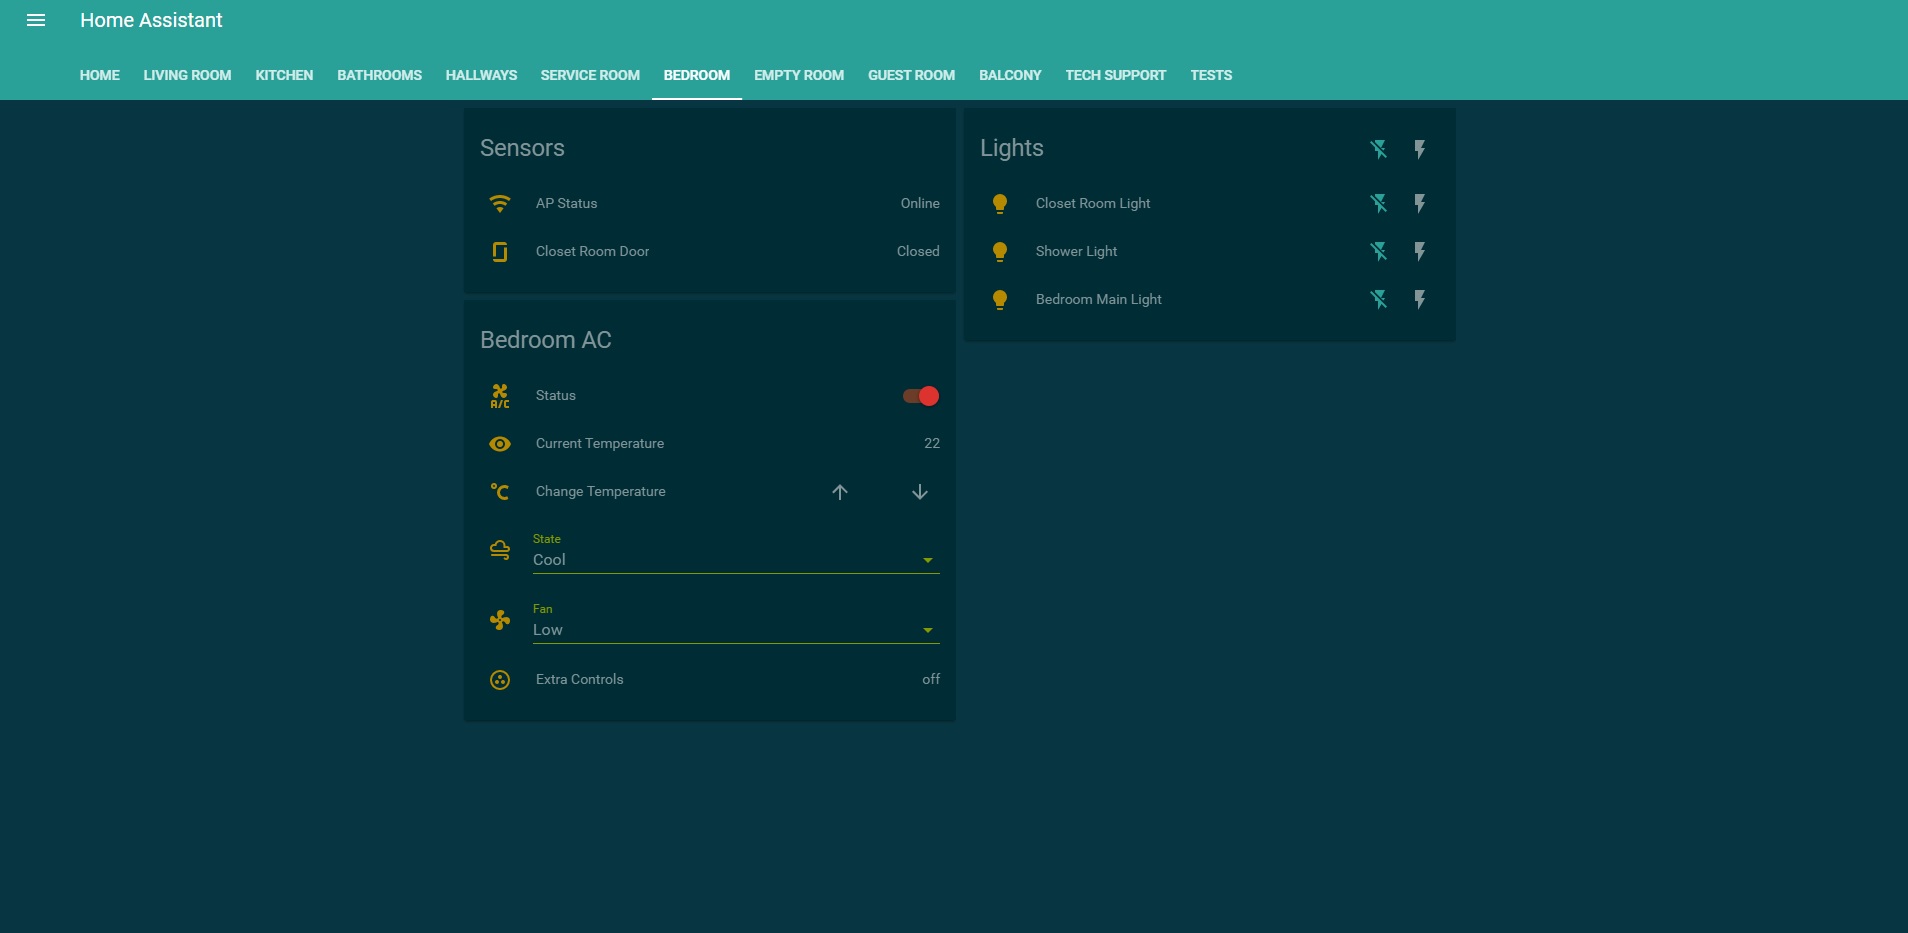 Home Assistant
HOME LIVING ROOM KITCHEN BATHROOMS HALLWAYS SERVICE ROOM BEDROOM EMPTY ROOM GUEST ROOM BALCONY TECH SUPPORT TESTS
Sensors
AP Status Online
Closet Room Door Closed
Bedroom AC
A/C Status
Current Temperature 22
°C Change Temperature
State
Cool
Fan
Low
Extra Controls off
Lights
Closet Room Light
Shower Light
Bedroom Main Light